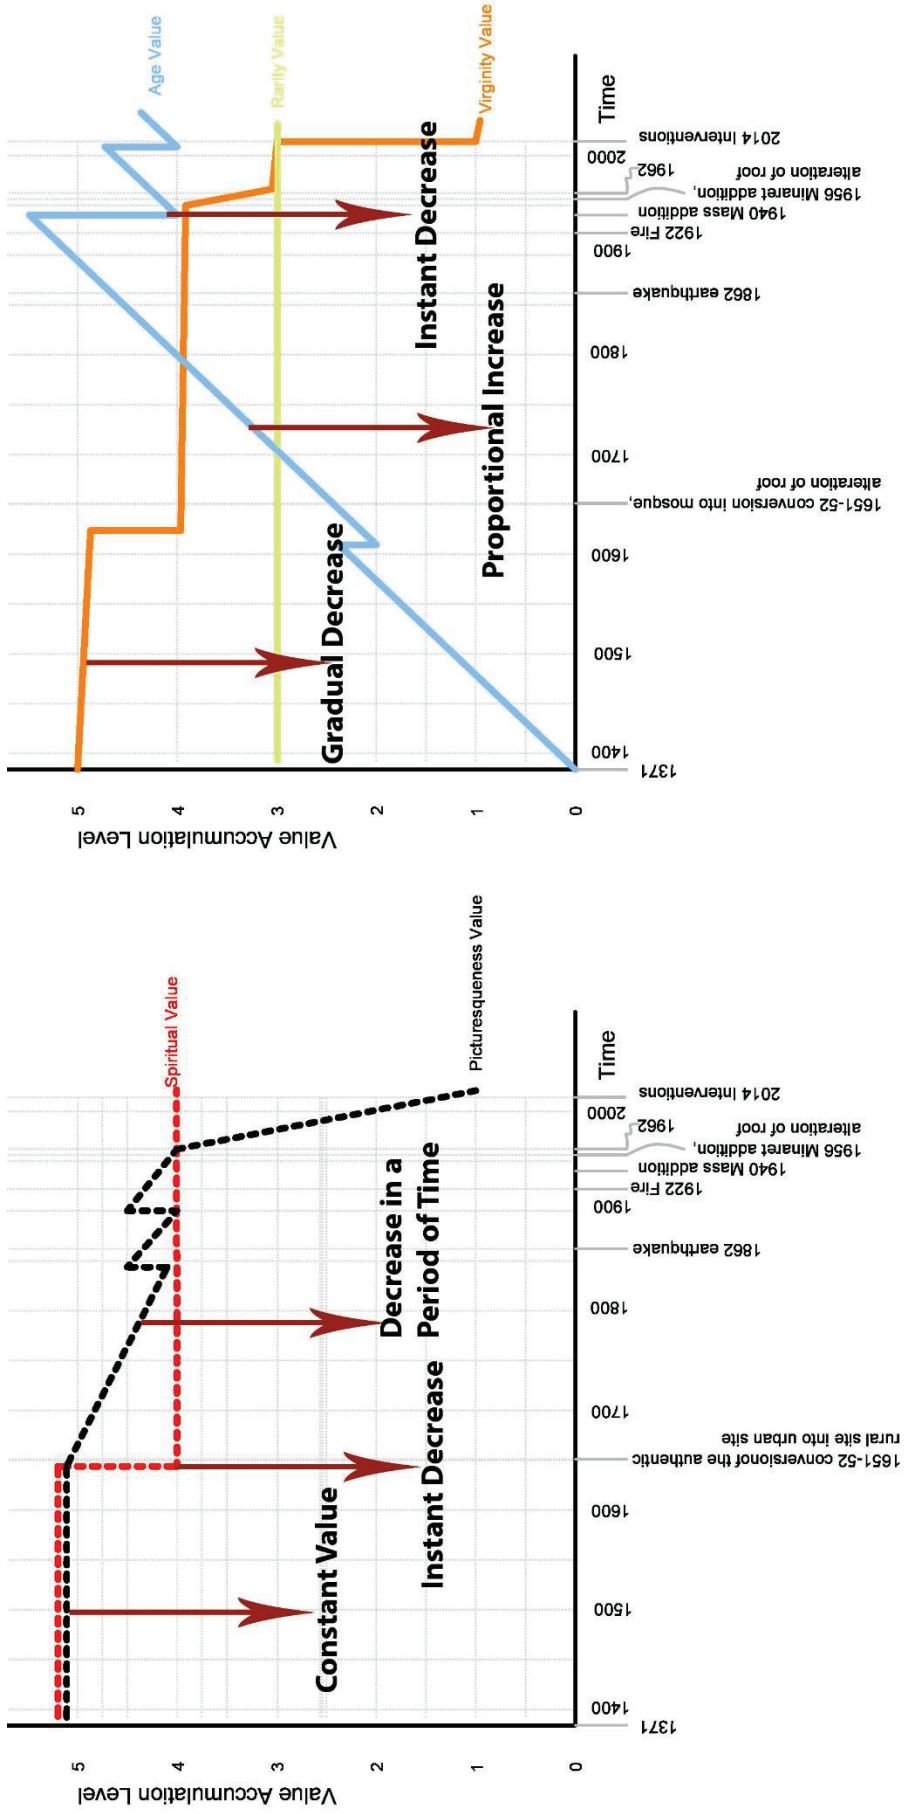 Value Accumulation Level
5
4
3
2
1
0
Spiritual Value
Picturesqueness Value
Constant Value
Instant Decrease
Decrease in a
Period of Time
Time
1371
1400
1500
1600
1651-52 conversionof the authentic
rural site into urban site
1700
1800
1862 earthquake
1900
1922 Fire
1940 Mass addition
1956 Minaret addition,
alteration of roof
1962
2000
2014 Interventions
Value Accumulation Level
5
4
3
2
1
0
Age Value
Rarity Value
Virginity Value
Gradual Decrease
Proportional Increase
Instant Decrease
Time
1371
1400
1500
1600
1651-52 conversion into mosque,
alteration of roof
1700
1800
1862 earthquake
1900
1922 Fire
1940 Mass addition
1956 Minaret addition,
alteration of roof
1962
2000
2014 Interventions